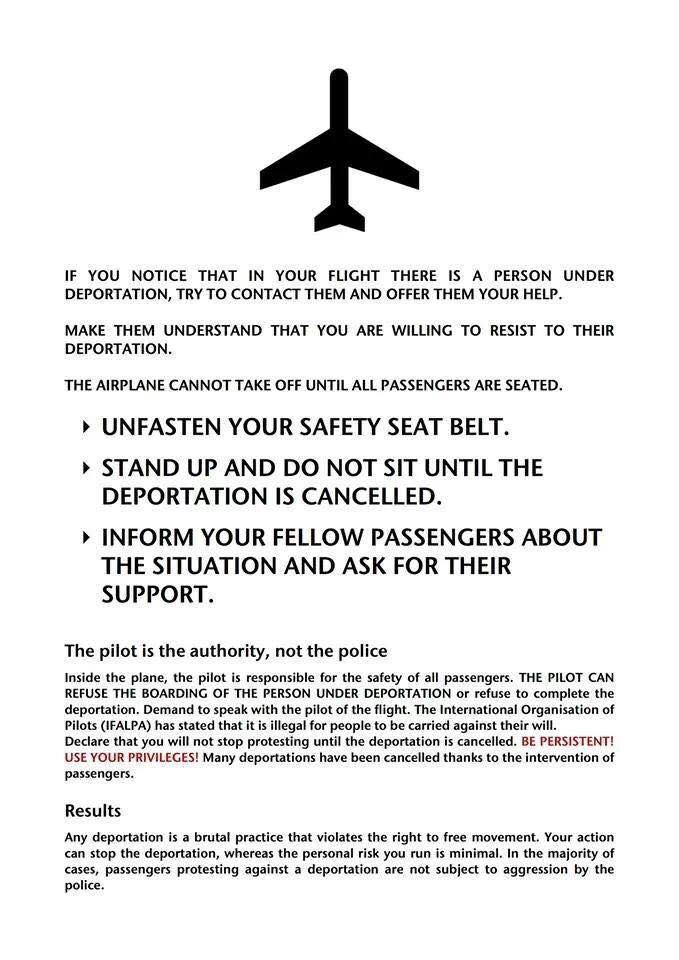 IF YOU NOTICE THAT IN YOUR FLIGHT THERE IS A PERSON UNDER
DEPORTATION, TRY TO CONTACT THEM AND OFFER THEM YOUR HELP.
MAKE THEM UNDERSTAND THAT YOU ARE WILLING TO RESIST TO THEIR
DEPORTATION.
THE AIRPLANE CANNOT TAKE OFF UNTIL ALL PASSENGERS ARE SEATED.
UNFASTEN YOUR SAFETY SEAT BELT.
STAND UP AND DO NOT SIT UNTIL THE
DEPORTATION IS CANCELLED.
INFORM YOUR FELLOW PASSENGERS ABOUT
THE SITUATION AND ASK FOR THEIR
SUPPORT.
The pilot is the authority, not the police
Inside the plane, the pilot is responsible for the safety of all passengers. THE PILOT CAN
REFUSE THE BOARDING OF THE PERSON UNDER DEPORTATION or refuse to complete the
deportation. Demand to speak with the pilot of the flight. The International Organisation of
Pilots (IFALPA) has stated that it is illegal for people to be carried against their will.
Declare that you will not stop protesting until the deportation is cancelled. BE PERSISTENT!
USE YOUR PRIVILEGES! Many deportations have been cancelled thanks to the intervention of
passengers.
Results
Any deportation is a brutal practice that violates the right to free movement. Your action
can stop the deportation, whereas the personal risk you run is minimal. In the majority of
cases, passengers protesting against a deportation are not subject to aggression by the
police.